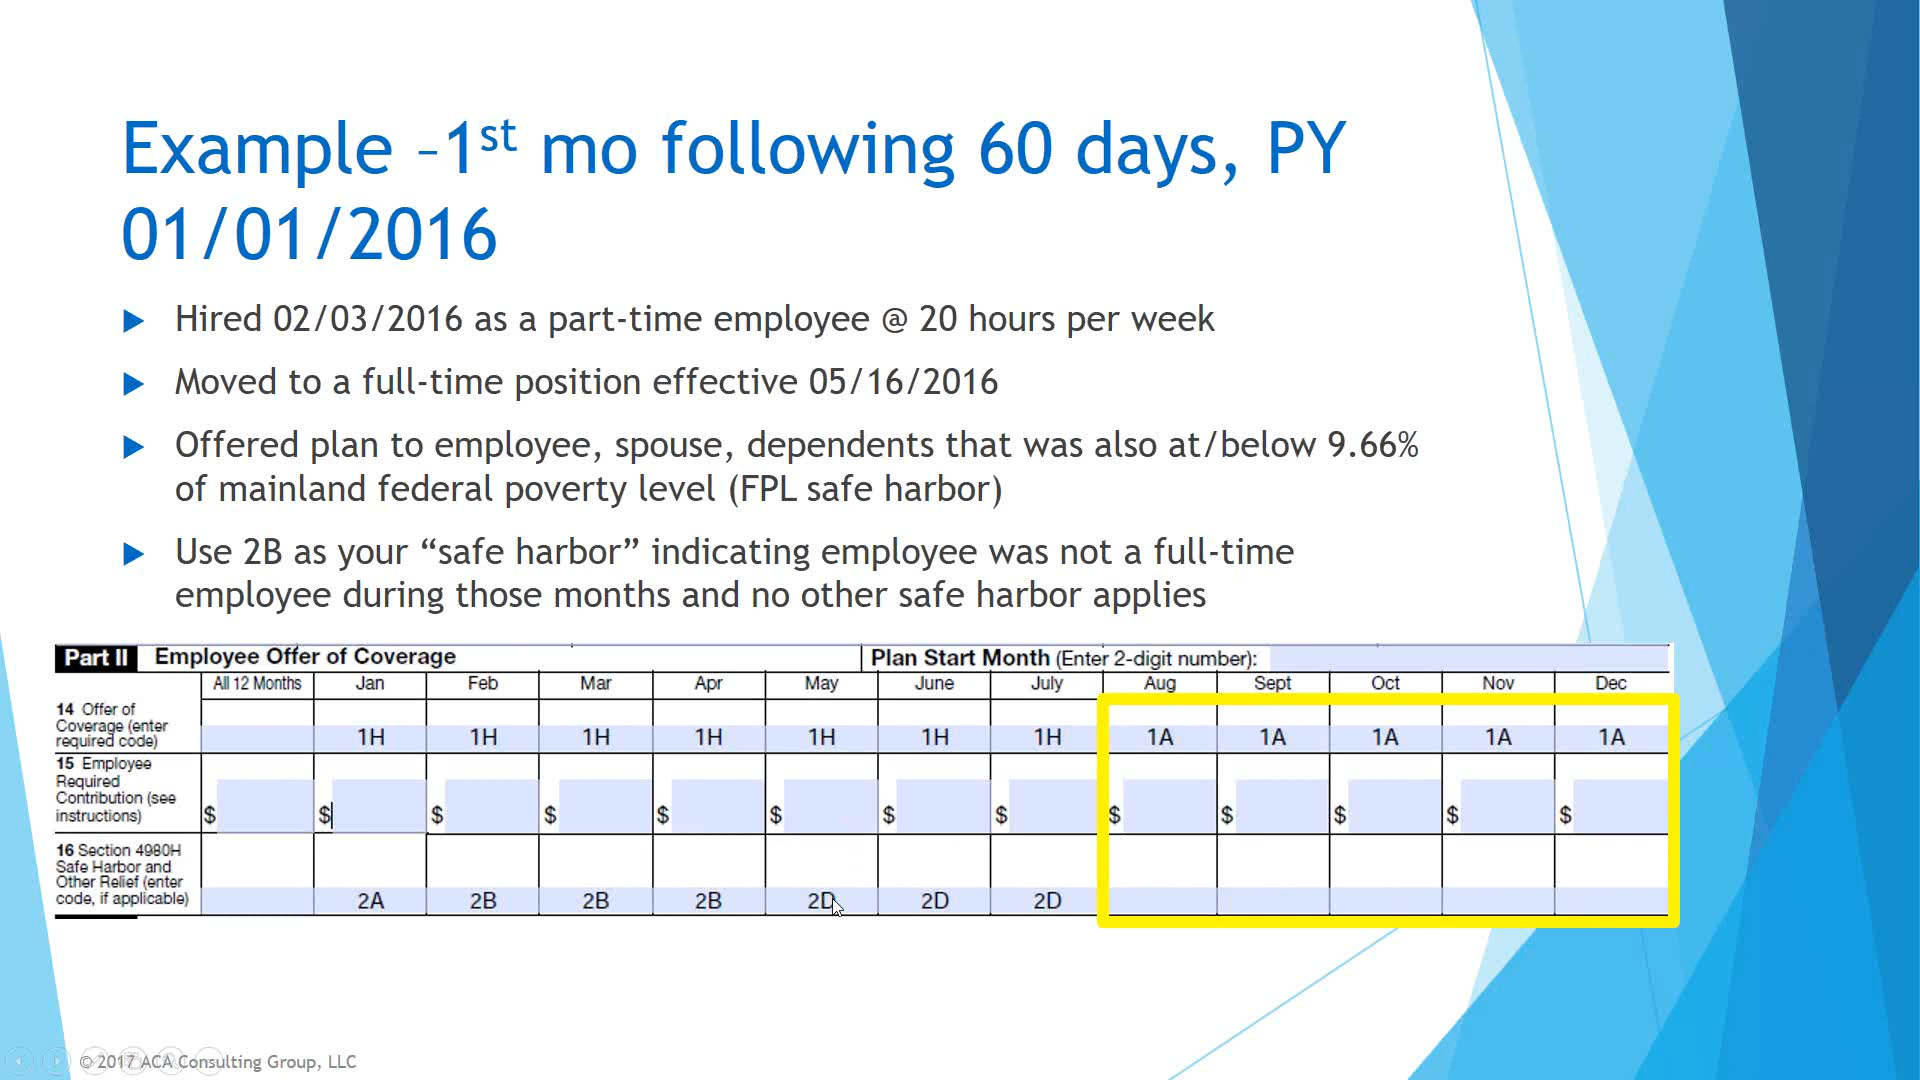 Example –1st mo following 60 days, PY
01/01/2016
Hired 02/03/2016 as a part-time employee @ 20 hours per week
Moved to a full-time position effective 05/16/2016
Offered plan to employee, spouse, dependents that was also at/below 9.66%
of mainland federal poverty level (FPL safe harbor)
Use 2B as your “safe harbor” indicating employee was not a full-time
employee during those months and no other safe harbor applies
Part II Employee Offer of Coverage Plan Start Month (Enter 2-digit number):
All 12 Months Jan Feb Mar Apr May June July Aug Sept Oct Nov Dec
14 Offer of
Coverage (enter
required code) 1H 1H 1H 1H 1H 1H 1H 1A 1A 1A 1A 1A
15 Employee
Required
Contribution (see
instructions) $ $ $ $ $ $ $ $ $ $ $ $ $
16 Section 4980H
Safe Harbor and
Other Relief (enter
code, if applicable) 2A 2B 2B 2B 2D 2D 2D
© 2017 ACA Consulting Group, LLC